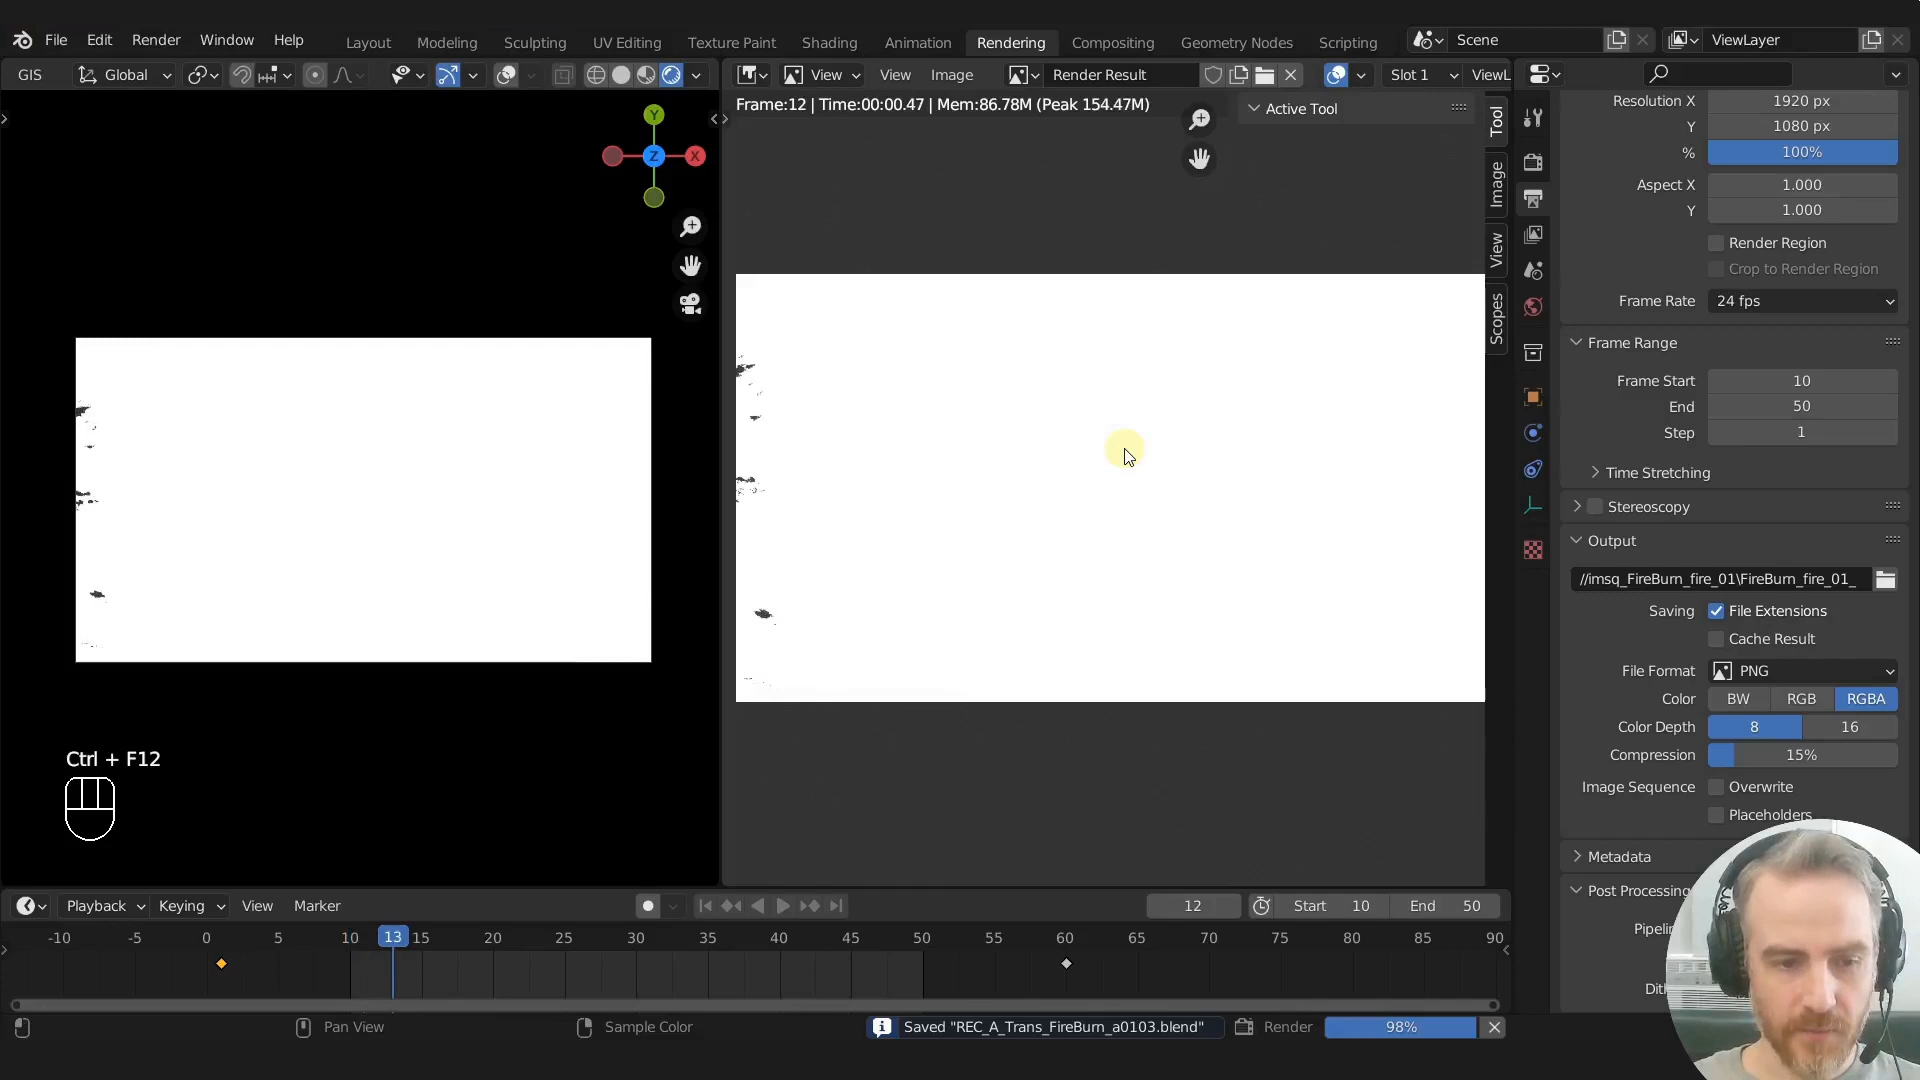 File Edit Render Window Help Layout Modeling Sculpting UV Editing Texture Paint Shading Animation Rendering Compositing Geometry Nodes Scripting Scene ViewLayer
GIS Global View View Image Render Result Slot 1 ViewL
Frame:12 | Time:00:00.47 | Mem:86.78M (Peak 154.47M)
Active Tool
Y
Z
X
Tool
Image
View
Scopes
Resolution X 1920 px
Y 1080 px
% 100%
Aspect X 1.000
Y 1.000
Render Region
Crop to Render Region
Frame Rate 24 fps
Frame Range
Frame Start 10
End 50
Step 1
Time Stretching
Stereoscopy
Output
//imsq_FireBurn_fire_01\FireBurn_fire_01_
Saving File Extensions
Cache Result
File Format PNG
Color BW RGB RGBA
Color Depth 8 16
Compression 15%
Image Sequence Overwrite
Placeholders
Metadata
Post Processing
Ctrl + F12
Playback Keying View Marker 12 Start 10 End 50
-10 -5 0 5 10 13 15 20 25 30 35 40 45 50 55 60 65 70 75 80 85 90
Pan View Sample Color Saved "REC_A_Trans_FireBurn_a0103.blend" Render 98%